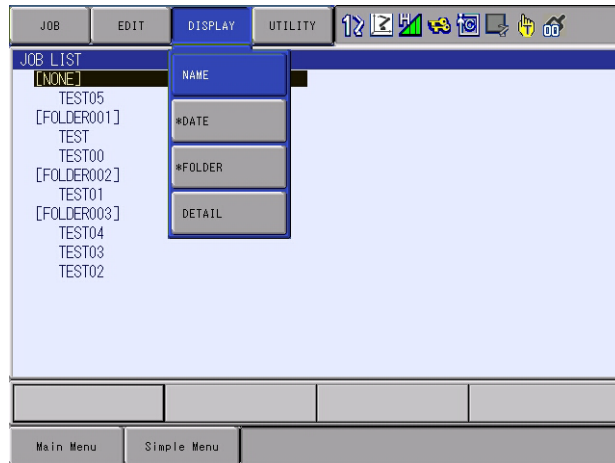 JOB EDIT DISPLAY UTILITY
JOB LIST
[NONE]
TEST05
[FOLDER001]
TEST
TEST00
[FOLDER002]
TEST01
[FOLDER003]
TEST04
TEST03
TEST02
NAME
*DATE
*FOLDER
DETAIL
Main Menu Simple Menu